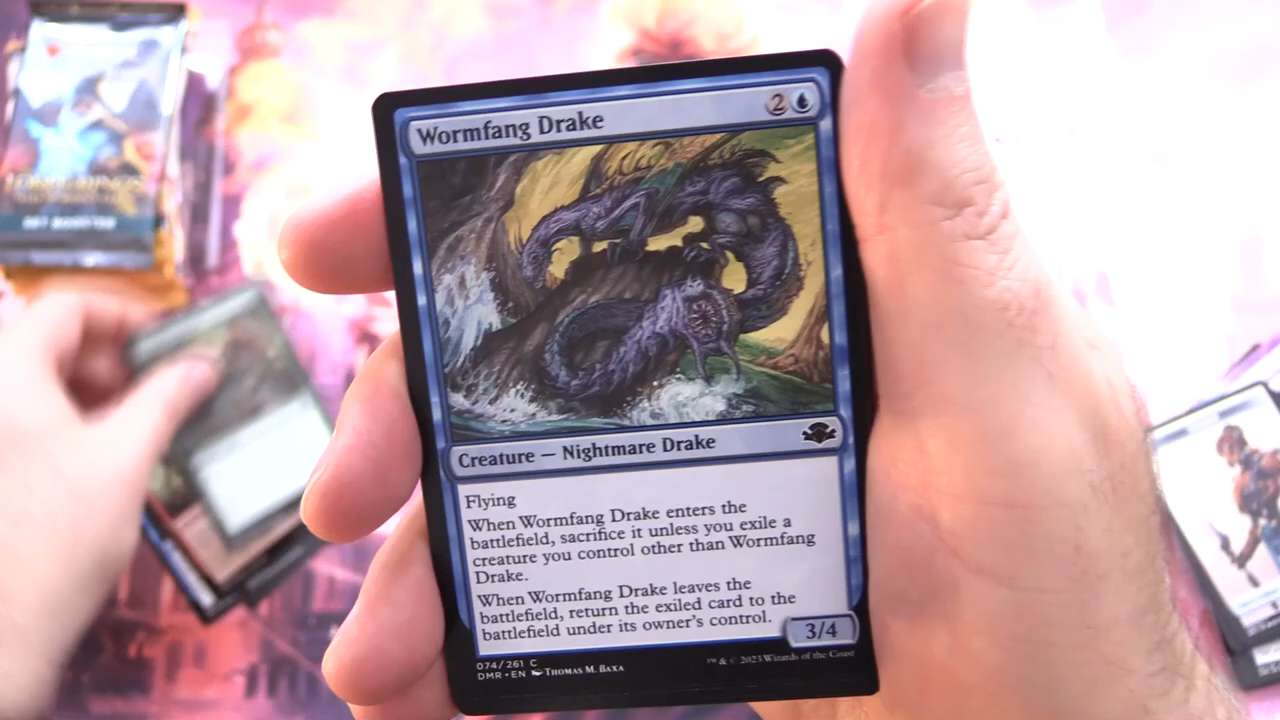 Wormfang Drake
2
Creature — Nightmare Drake
Flying
When Wormfang Drake enters the
battlefield, sacrifice it unless you exile a
creature you control other than Wormfang
Drake.
When Wormfang Drake leaves the
battlefield, return the exiled card to the
battlefield under its owner's control.
3/4
074/261 C
DMR • EN Thomas M. Baxa
™ & © 2023 Wizards of the Coast